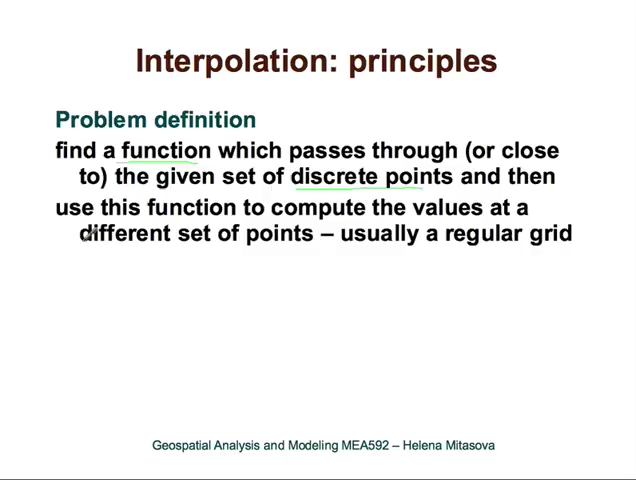 Interpolation: principles
Problem definition
find a function which passes through (or close
to) the given set of discrete points and then
use this function to compute the values at a
different set of points – usually a regular grid
Geospatial Analysis and Modeling MEA592 – Helena Mitasova